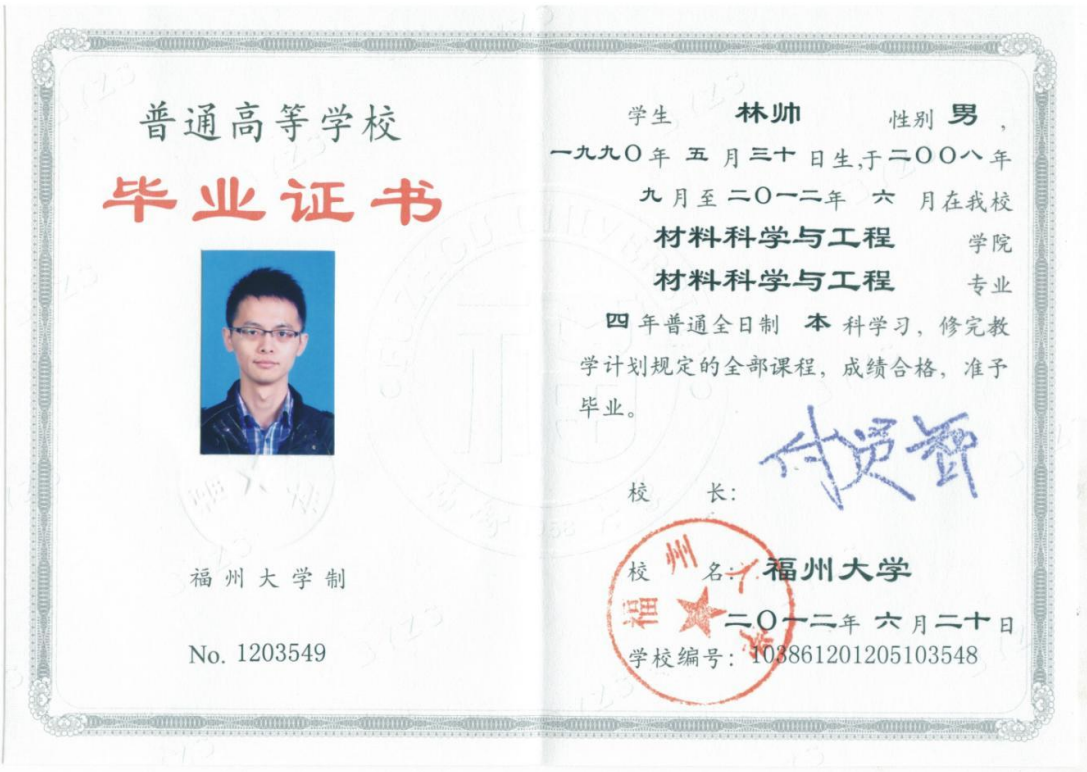 普通高等学校
毕业证书
福州大学制
No. 1203549
学生 林帅 性别 男，
一九九〇年 五 月三十 日生,于二〇〇八年
九月至二〇一二年 六 月在我校
材料科学与工程 学院
材料科学与工程 专业
四年普通全日制 本 科学习，修完教
学计划规定的全部课程，成绩合格，准予
毕业。
校 长：
校 名：福州大学
二〇一二年 六月二十日
学校编号：103861201205103548
福州大学